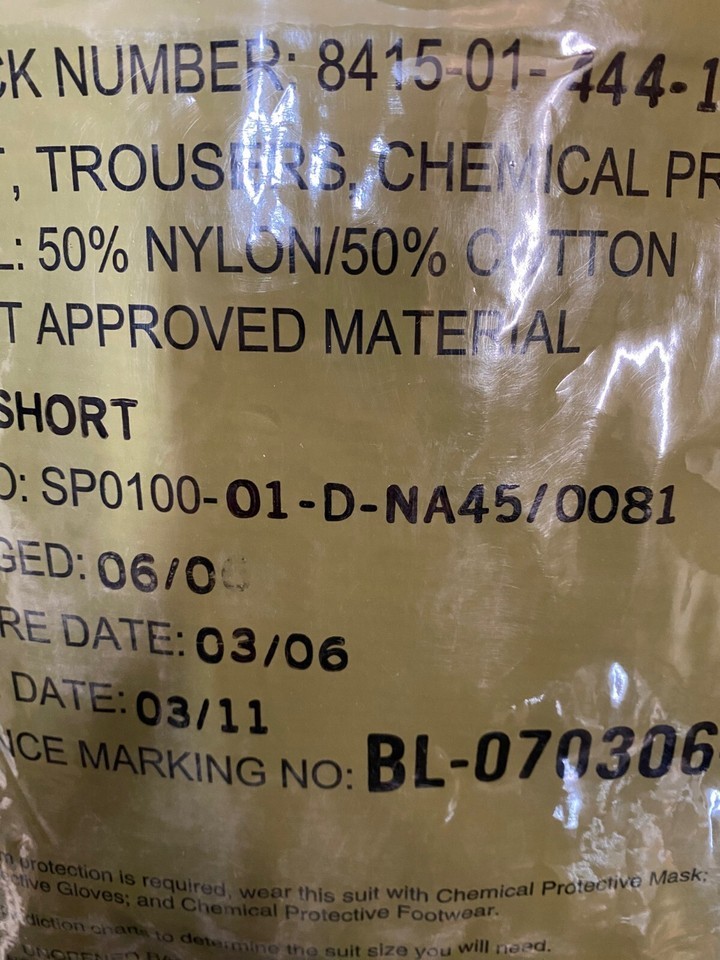 CK NUMBER: 8415-01-444-1
, TROUSERS, CHEMICAL PR
L: 50% NYLON/50% COTTON
T APPROVED MATERIAL
SHORT
O: SP0100-01-D-NA45/0081
GED: 06/0
RE DATE: 03/06
DATE: 03/11
NCE MARKING NO: BL-070306
protection is required, wear this suit with Chemical Protective Mask;
ctive Gloves; and Chemical Protective Footwear.
diction chart to determine the suit size you will need.